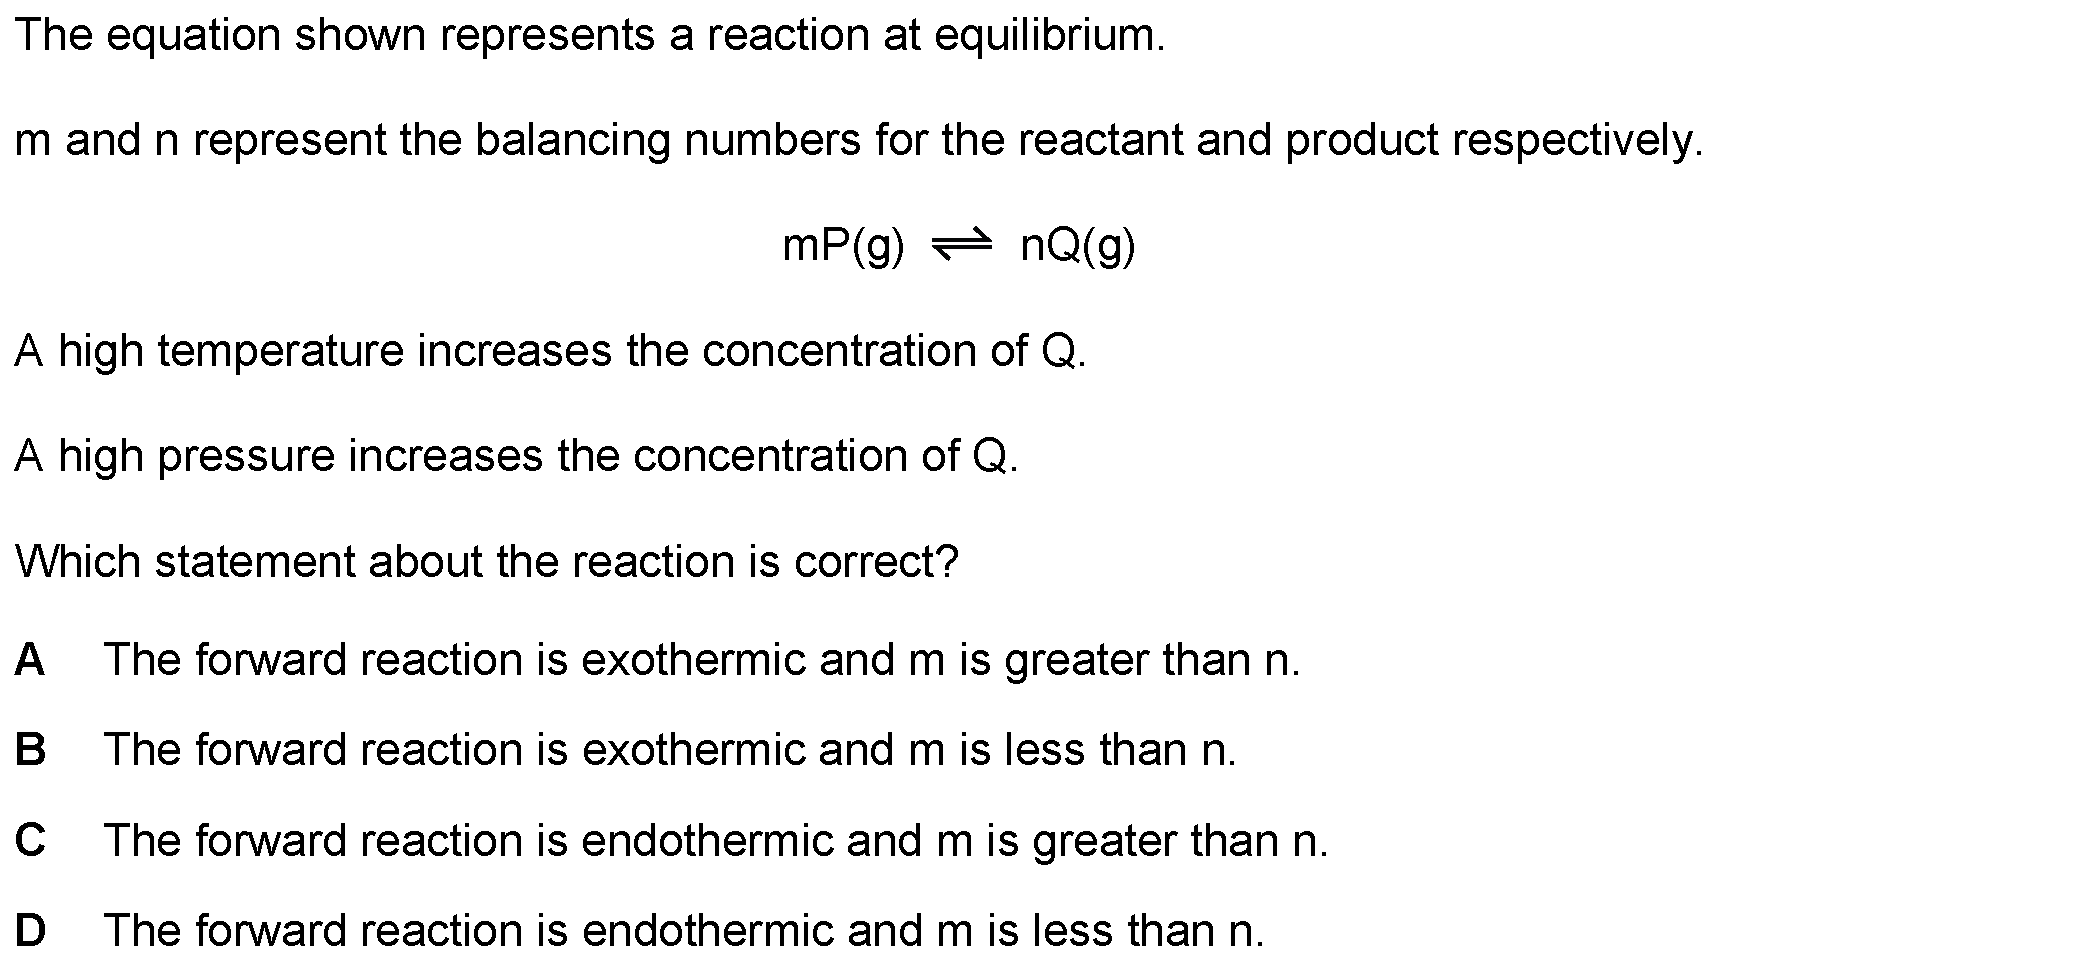 The equation shown represents a reaction at equilibrium.
m and n represent the balancing numbers for the reactant and product respectively.
mP(g) ⇌ nQ(g)
A high temperature increases the concentration of Q.
A high pressure increases the concentration of Q.
Which statement about the reaction is correct?
A The forward reaction is exothermic and m is greater than n.
B The forward reaction is exothermic and m is less than n.
C The forward reaction is endothermic and m is greater than n.
D The forward reaction is endothermic and m is less than n.